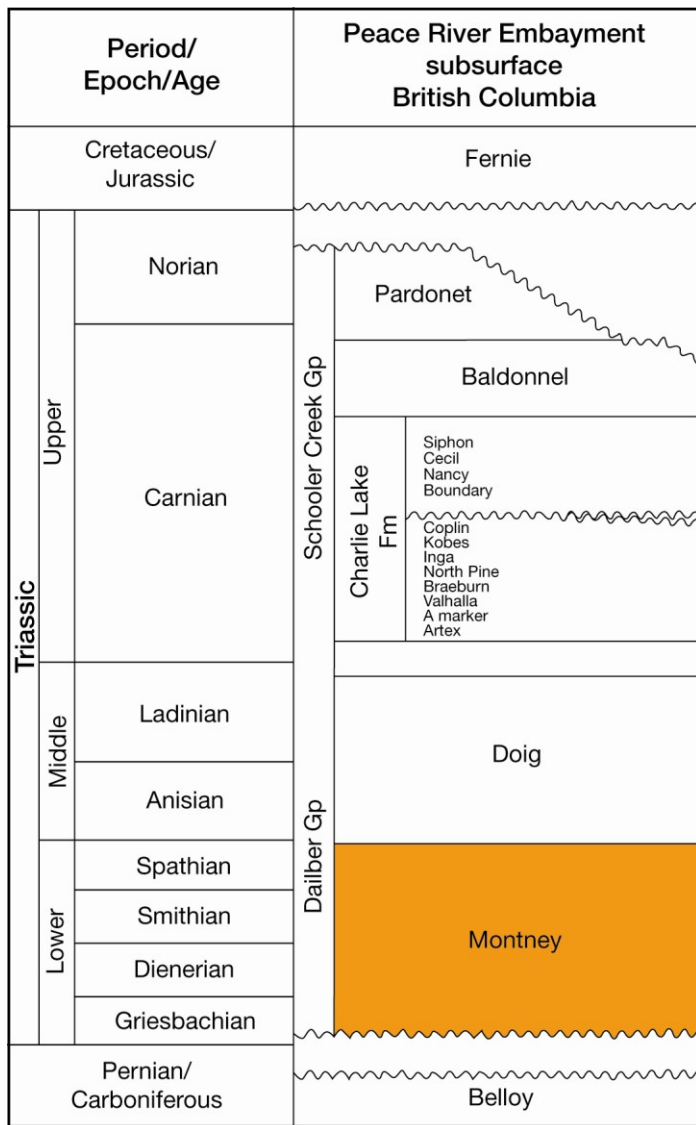 Period/
Epoch/Age
Peace River Embayment
subsurface
British Columbia
Cretaceous/
Jurassic
Fernie
Triassic
Upper
Norian
Carnian
Middle
Ladinian
Anisian
Lower
Spathian
Smithian
Dienerian
Griesbachian
Schooler Creek Gp
Pardonet
Baldonnel
Charlie Lake
Fm
Siphon
Cecil
Nancy
Boundary
Coplin
Kobes
Inga
North Pine
Braeburn
Valhalla
A marker
Artex
Dailber Gp
Doig
Montney
Pernian/
Carboniferous
Belloy